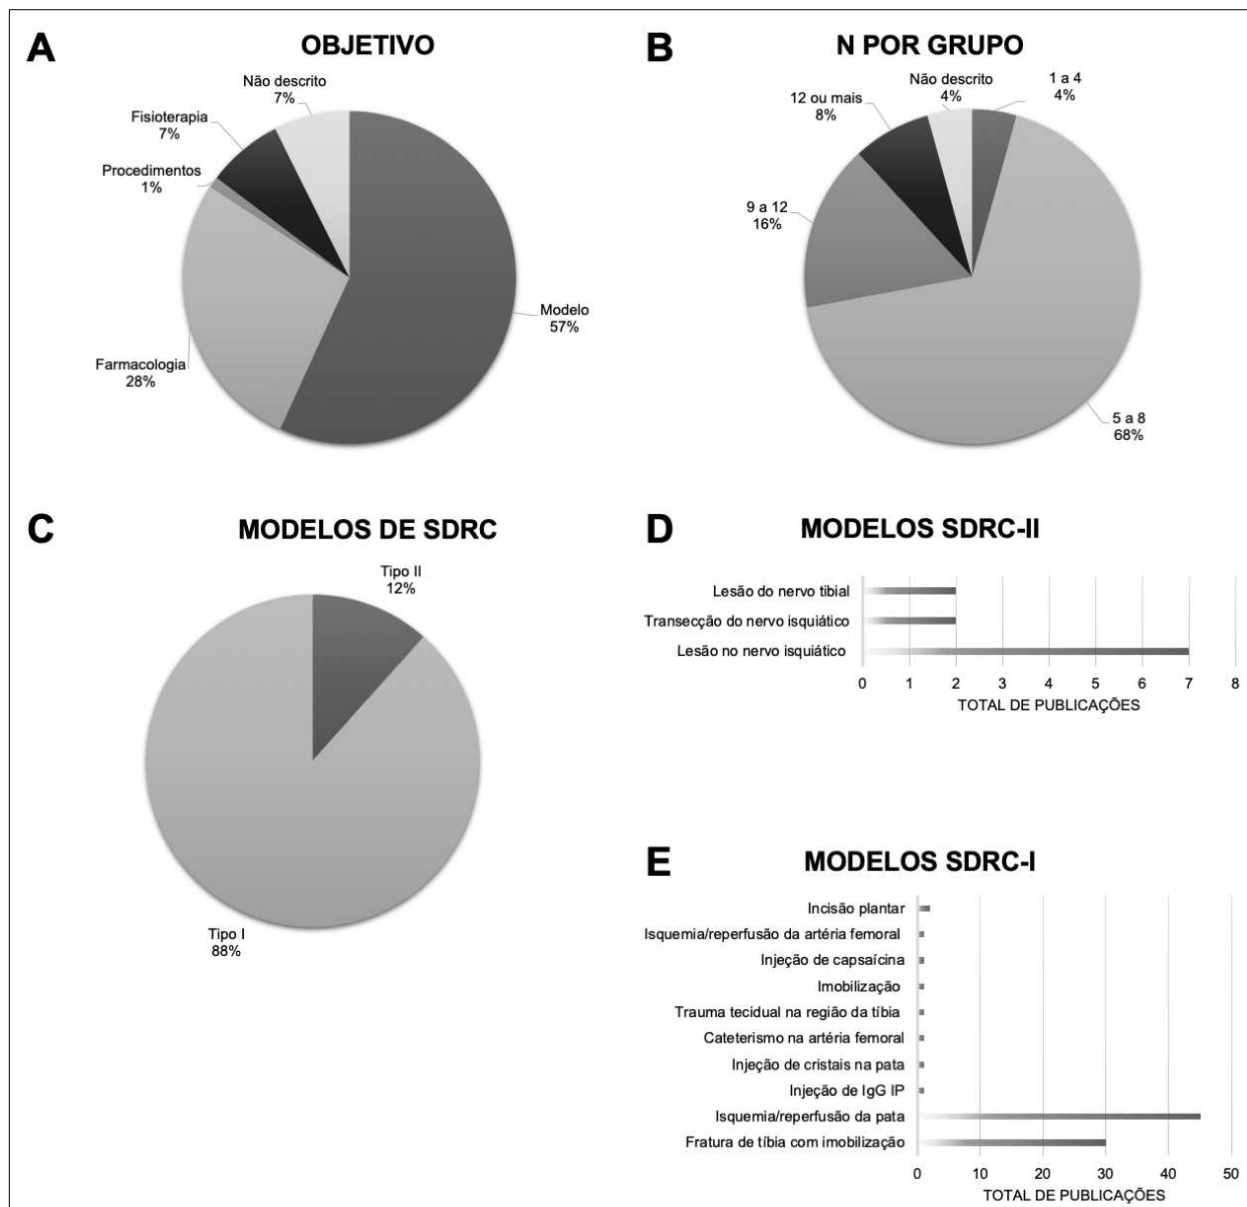 A
OBJETIVO
Não descrito
7%
Fisioterapia
7%
Procedimentos
1%
Farmacologia
28%
Modelo
57%
B
N POR GRUPO
Não descrito
4%
1 a 4
4%
12 ou mais
8%
9 a 12
16%
5 a 8
68%
C
MODELOS DE SDRC
Tipo II
12%
Tipo I
88%
D
MODELOS SDRC-II
Lesão do nervo tibial
Transecção do nervo isquiático
Lesão no nervo isquiático
0 1 2 3 4 5 6 7 8
TOTAL DE PUBLICAÇÕES
E
MODELOS SDRC-I
Incisão plantar
Isquemia/reperfusão da artéria femoral
Injeção de capsaícina
Imobilização
Trauma tecidual na região da tíbia
Cateterismo na artéria femoral
Injeção de cristais na pata
Injeção de IgG IP
Isquemia/reperfusão da pata
Fratura de tíbia com imobilização
0 10 20 30 40 50
TOTAL DE PUBLICAÇÕES